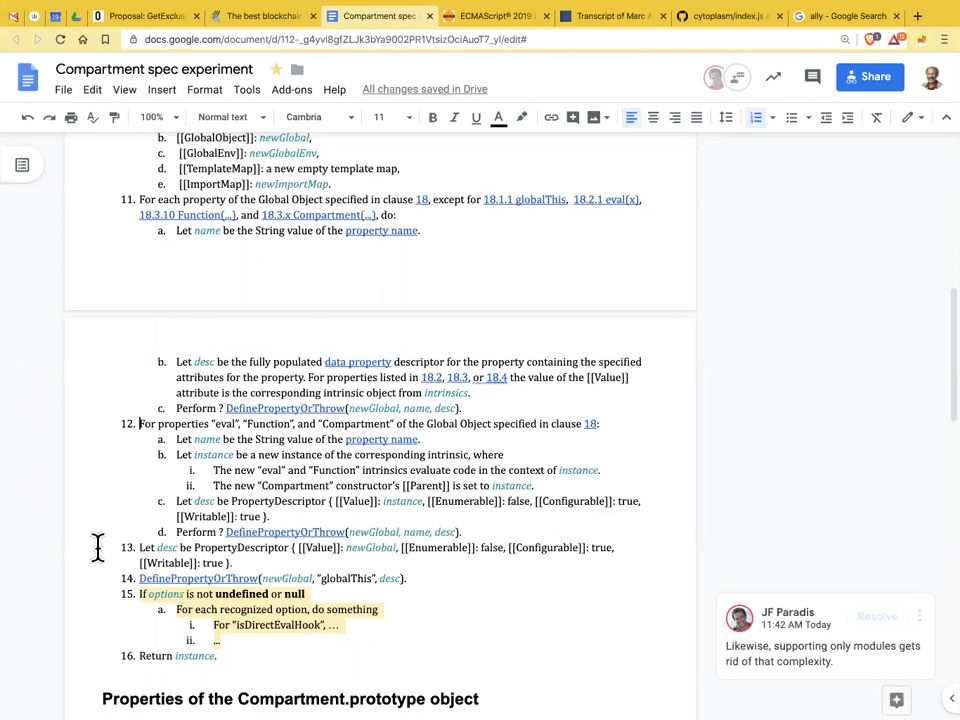 Proposal: GetExclus
The best blockchain
Compartment spec e
ECMAScript® 2019
Transcript of Marc A
cytoplasm/index.js a
ally - Google Search
docs.google.com/document/d/112-
Compartment spec experiment
File Edit View Insert Format Tools Add-ons Help All changes saved in Drive
Share
100% Normal text Cambria 11 B I U A
b. [[GlobalObject]]: newGlobal,
c. [[GlobalEnv]]: newGlobalEnv,
d. [[TemplateMap]]: a new empty template map,
e. [[ImportMap]]: newImportMap.
11. For each property of the Global Object specified in clause 18, except for 18.1.1 globalThis, 18.2.1 eval(x),
18.3.10 Function(...), and 18.3.x Compartment(...), do:
a. Let name be the String value of the property name.
b. Let desc be the fully populated data property descriptor for the property containing the specified
attributes for the property. For properties listed in 18.2, 18.3, or 18.4 the value of the [[Value]]
attribute is the corresponding intrinsic object from intrinsics.
c. Perform ? DefinePropertyOrThrow(newGlobal, name, desc).
12. For properties “eval”, “Function”, and “Compartment” of the Global Object specified in clause 18:
a. Let name be the String value of the property name.
b. Let instance be a new instance of the corresponding intrinsic, where
i. The new “eval” and “Function” intrinsics evaluate code in the context of instance.
ii. The new “Compartment” constructor's [[Parent]] is set to instance.
c. Let desc be PropertyDescriptor { [[Value]]: instance, [[Enumerable]]: false, [[Configurable]]: true,
[[Writable]]: true }.
d. Perform ? DefinePropertyOrThrow(newGlobal, name, desc).
13. Let desc be PropertyDescriptor { [[Value]]: newGlobal, [[Enumerable]]: false, [[Configurable]]: true,
[[Writable]]: true }.
14. DefinePropertyOrThrow(newGlobal, "globalThis", desc).
15. If options is not undefined or null
a. For each recognized option, do something
i. For “isDirectEvalHook”, …
ii. ...
16. Return instance.
JF Paradis
11:42 AM Today
Resolve
Likewise, supporting only modules gets
rid of that complexity.
Properties of the Compartment.prototype object